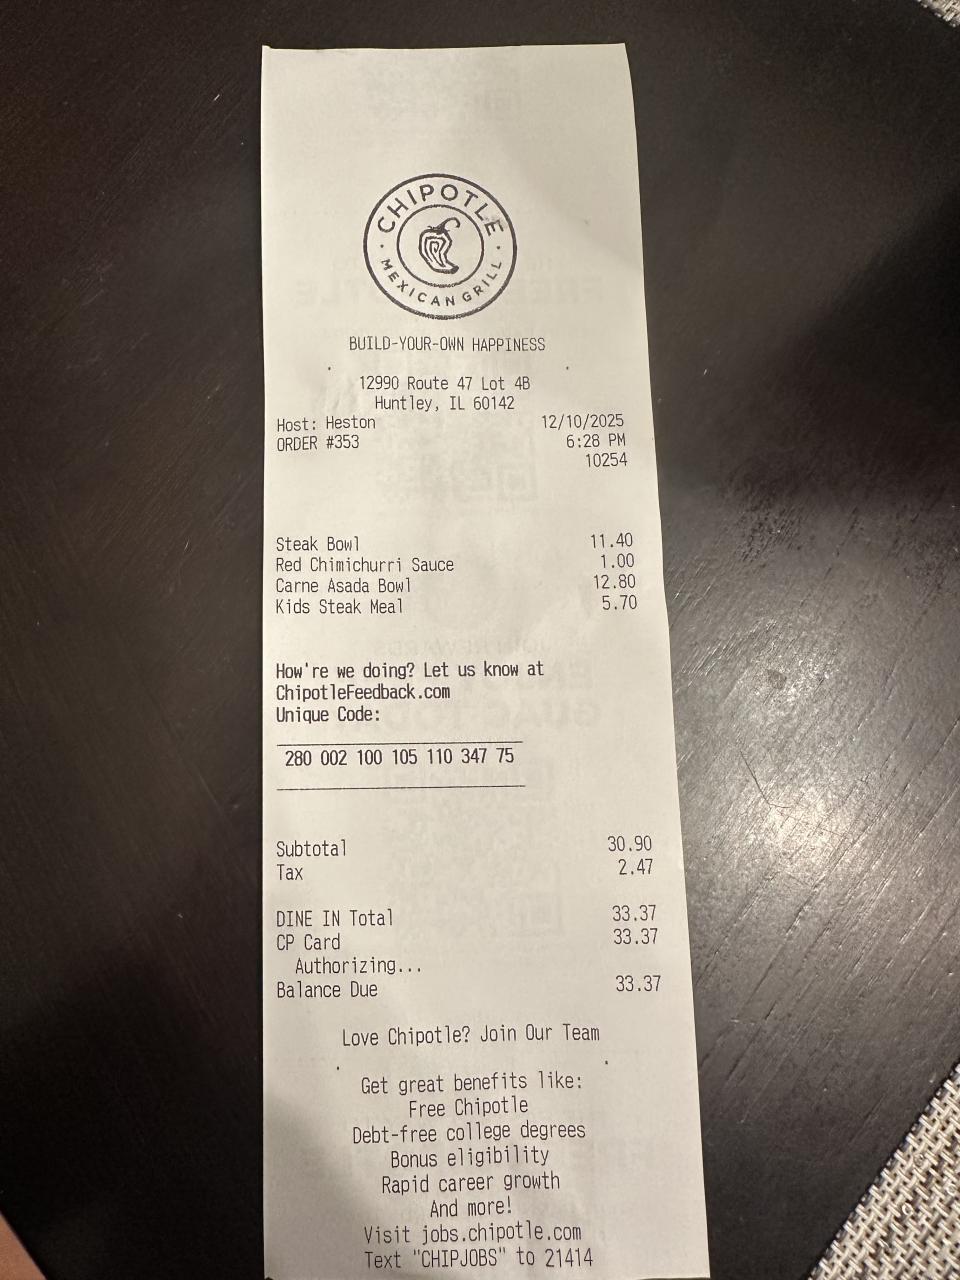 CHIPOTLE
MEXICAN GRILL
BUILD-YOUR-OWN HAPPINESS
12990 Route 47 Lot 4B
Huntley, IL 60142
Host: Heston 12/10/2025
ORDER #353 6:28 PM
10254
Steak Bowl 11.40
Red Chimichurri Sauce 1.00
Carne Asada Bowl 12.80
Kids Steak Meal 5.70
How're we doing? Let us know at
ChipotleFeedback.com
Unique Code:
280 002 100 105 110 347 75
Subtotal 30.90
Tax 2.47
DINE IN Total 33.37
CP Card 33.37
Authorizing...
Balance Due 33.37
Love Chipotle? Join Our Team
Get great benefits like:
Free Chipotle
Debt-free college degrees
Bonus eligibility
Rapid career growth
And more!
Visit jobs.chipotle.com
Text "CHIPJOBS" to 21414